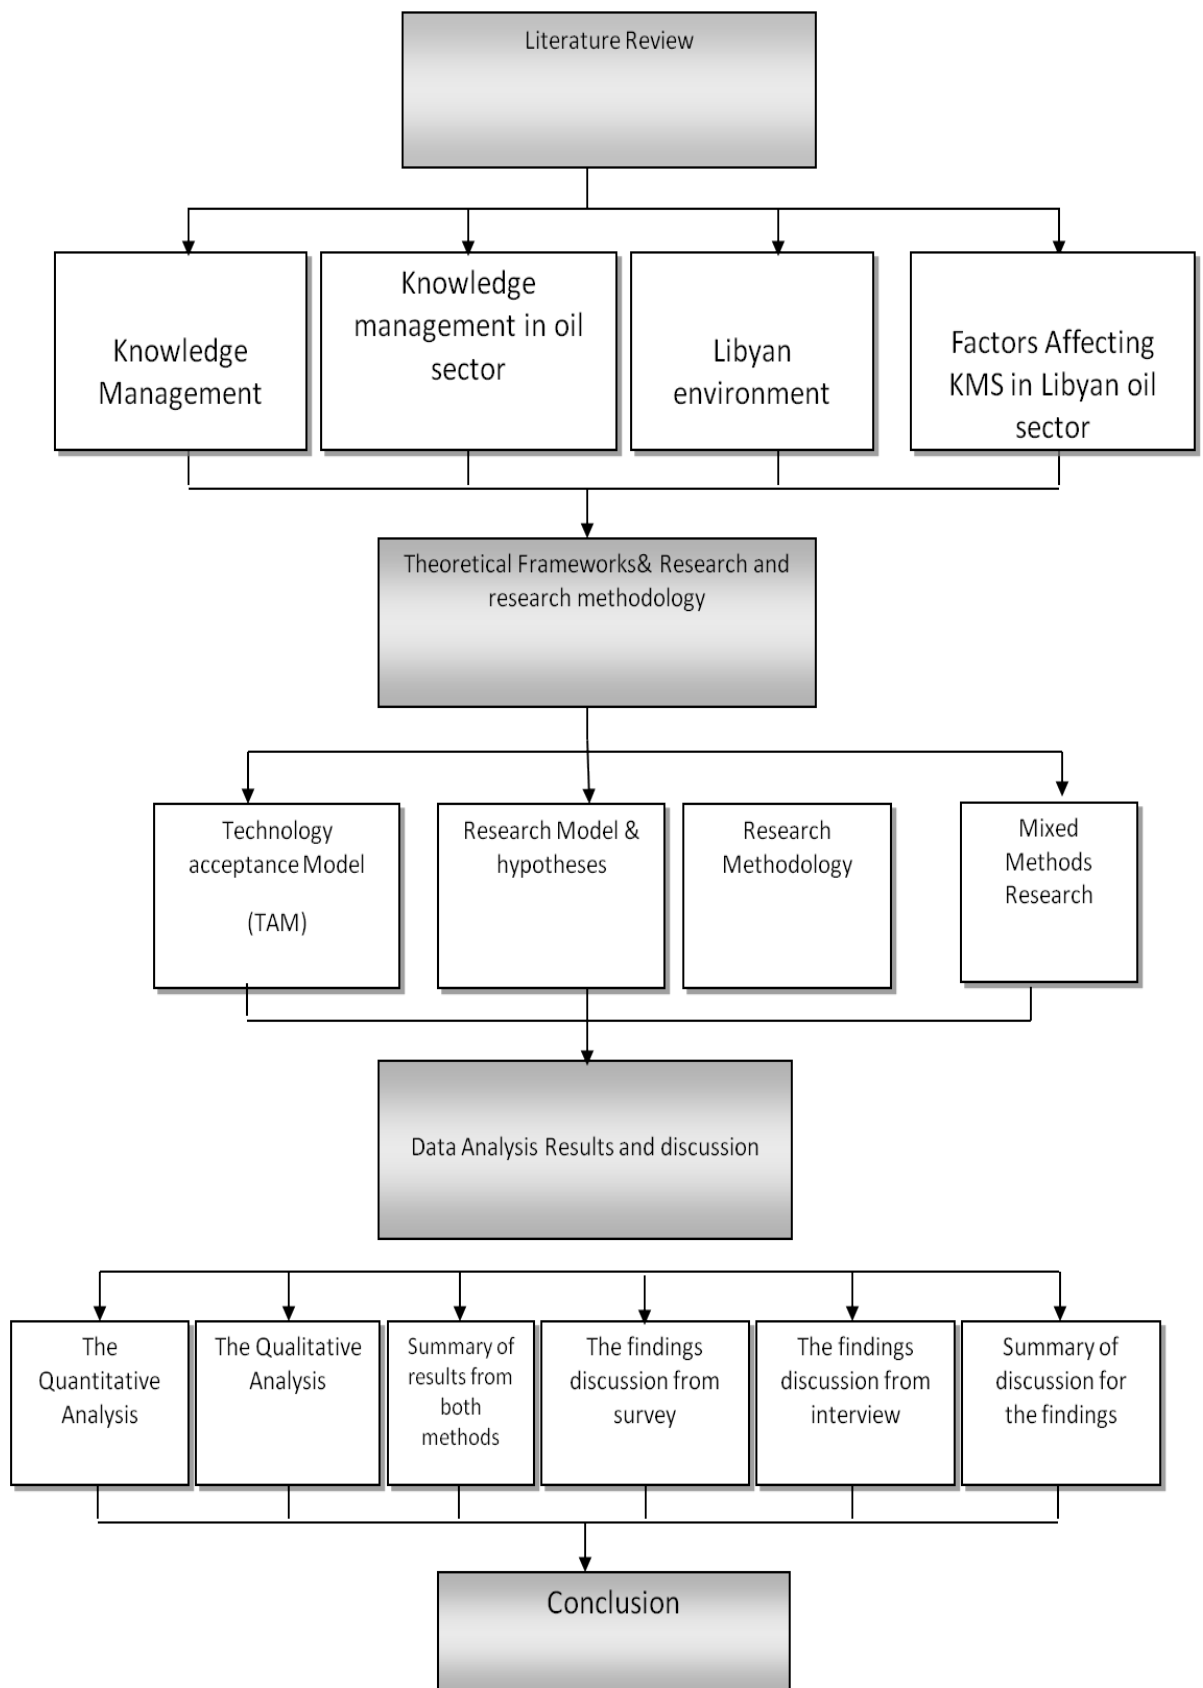 Literature Review
Knowledge
Management
Knowledge
management in oil
sector
Libyan
environment
Factors Affecting
KMS in Libyan oil
sector
Theoretical Frameworks& Research and
research methodology
Technology
acceptance Model
(TAM)
Research Model &
hypotheses
Research
Methodology
Mixed
Methods
Research
Data Analysis Results and discussion
The
Quantitative
Analysis
The Qualitative
Analysis
Summary of
results from
both
methods
The findings
discussion from
survey
The findings
discussion from
interview
Summary of
discussion for
the findings
Conclusion